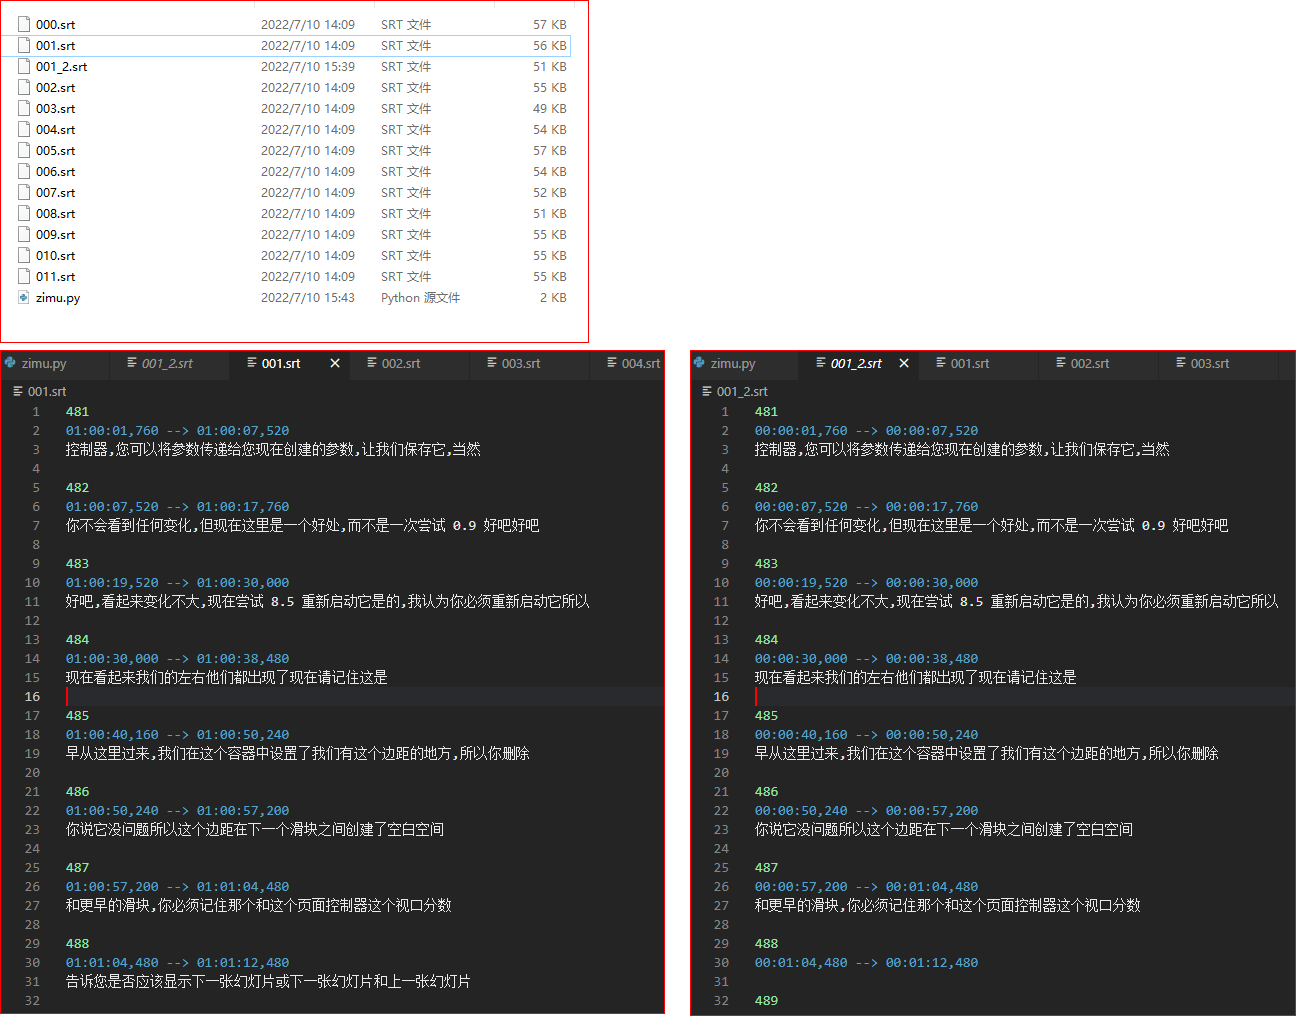 000.srt 2022/7/10 14:09 SRT 文件 57 KB
001.srt 2022/7/10 14:09 SRT 文件 56 KB
001_2.srt 2022/7/10 15:39 SRT 文件 51 KB
002.srt 2022/7/10 14:09 SRT 文件 55 KB
003.srt 2022/7/10 14:09 SRT 文件 49 KB
004.srt 2022/7/10 14:09 SRT 文件 54 KB
005.srt 2022/7/10 14:09 SRT 文件 57 KB
006.srt 2022/7/10 14:09 SRT 文件 54 KB
007.srt 2022/7/10 14:09 SRT 文件 52 KB
008.srt 2022/7/10 14:09 SRT 文件 51 KB
009.srt 2022/7/10 14:09 SRT 文件 55 KB
010.srt 2022/7/10 14:09 SRT 文件 55 KB
011.srt 2022/7/10 14:09 SRT 文件 55 KB
zimu.py 2022/7/10 15:43 Python 源文件 2 KB
zimu.py 001_2.srt 001.srt 002.srt 003.srt 004.srt
001.srt
1 481
2 01:00:01,760 --> 01:00:07,520
3 控制器,您可以将参数传递给您现在创建的参数,让我们保存它,当然
4
5 482
6 01:00:07,520 --> 01:00:17,760
7 你不会看到任何变化,但现在这里是一个好处,而不是一次尝试 0.9 好吧好吧
8
9 483
10 01:00:19,520 --> 01:00:30,000
11 好吧,看起来变化不大,现在尝试 8.5 重新启动它是的,我认为你必须重新启动它所以
12
13 484
14 01:00:30,000 --> 01:00:38,480
15 现在看起来我们的左右他们都出现了现在请记住这是
16
17 485
18 01:00:40,160 --> 01:00:50,240
19 早从这里过来,我们在这个容器中设置了我们有这个边距的地方,所以你删除
20
21 486
22 01:00:50,240 --> 01:00:57,200
23 你说它没问题所以这个边距在下一个滑块之间创建了空白空间
24
25 487
26 01:00:57,200 --> 01:01:04,480
27 和更早的滑块,你必须记住那个和这个页面控制器这个视口分数
28
29 488
30 01:01:04,480 --> 01:01:12,480
31 告诉您是否应该显示下一张幻灯片或下一张幻灯片和上一张幻灯片
32
zimu.py 001_2.srt 001.srt 002.srt 003.srt
001_2.srt
1 481
2 00:00:01,760 --> 00:00:07,520
3 控制器,您可以将参数传递给您现在创建的参数,让我们保存它,当然
4
5 482
6 00:00:07,520 --> 00:00:17,760
7 你不会看到任何变化,但现在这里是一个好处,而不是一次尝试 0.9 好吧好吧
8
9 483
10 00:00:19,520 --> 00:00:30,000
11 好吧,看起来变化不大,现在尝试 8.5 重新启动它是的,我认为你必须重新启动它所以
12
13 484
14 00:00:30,000 --> 00:00:38,480
15 现在看起来我们的左右他们都出现了现在请记住这是
16
17 485
18 00:00:40,160 --> 00:00:50,240
19 早从这里过来,我们在这个容器中设置了我们有这个边距的地方,所以你删除
20
21 486
22 00:00:50,240 --> 00:00:57,200
23 你说它没问题所以这个边距在下一个滑块之间创建了空白空间
24
25 487
26 00:00:57,200 --> 00:01:04,480
27 和更早的滑块,你必须记住那个和这个页面控制器这个视口分数
28
29 488
30 00:01:04,480 --> 00:01:12,480
31
32 489